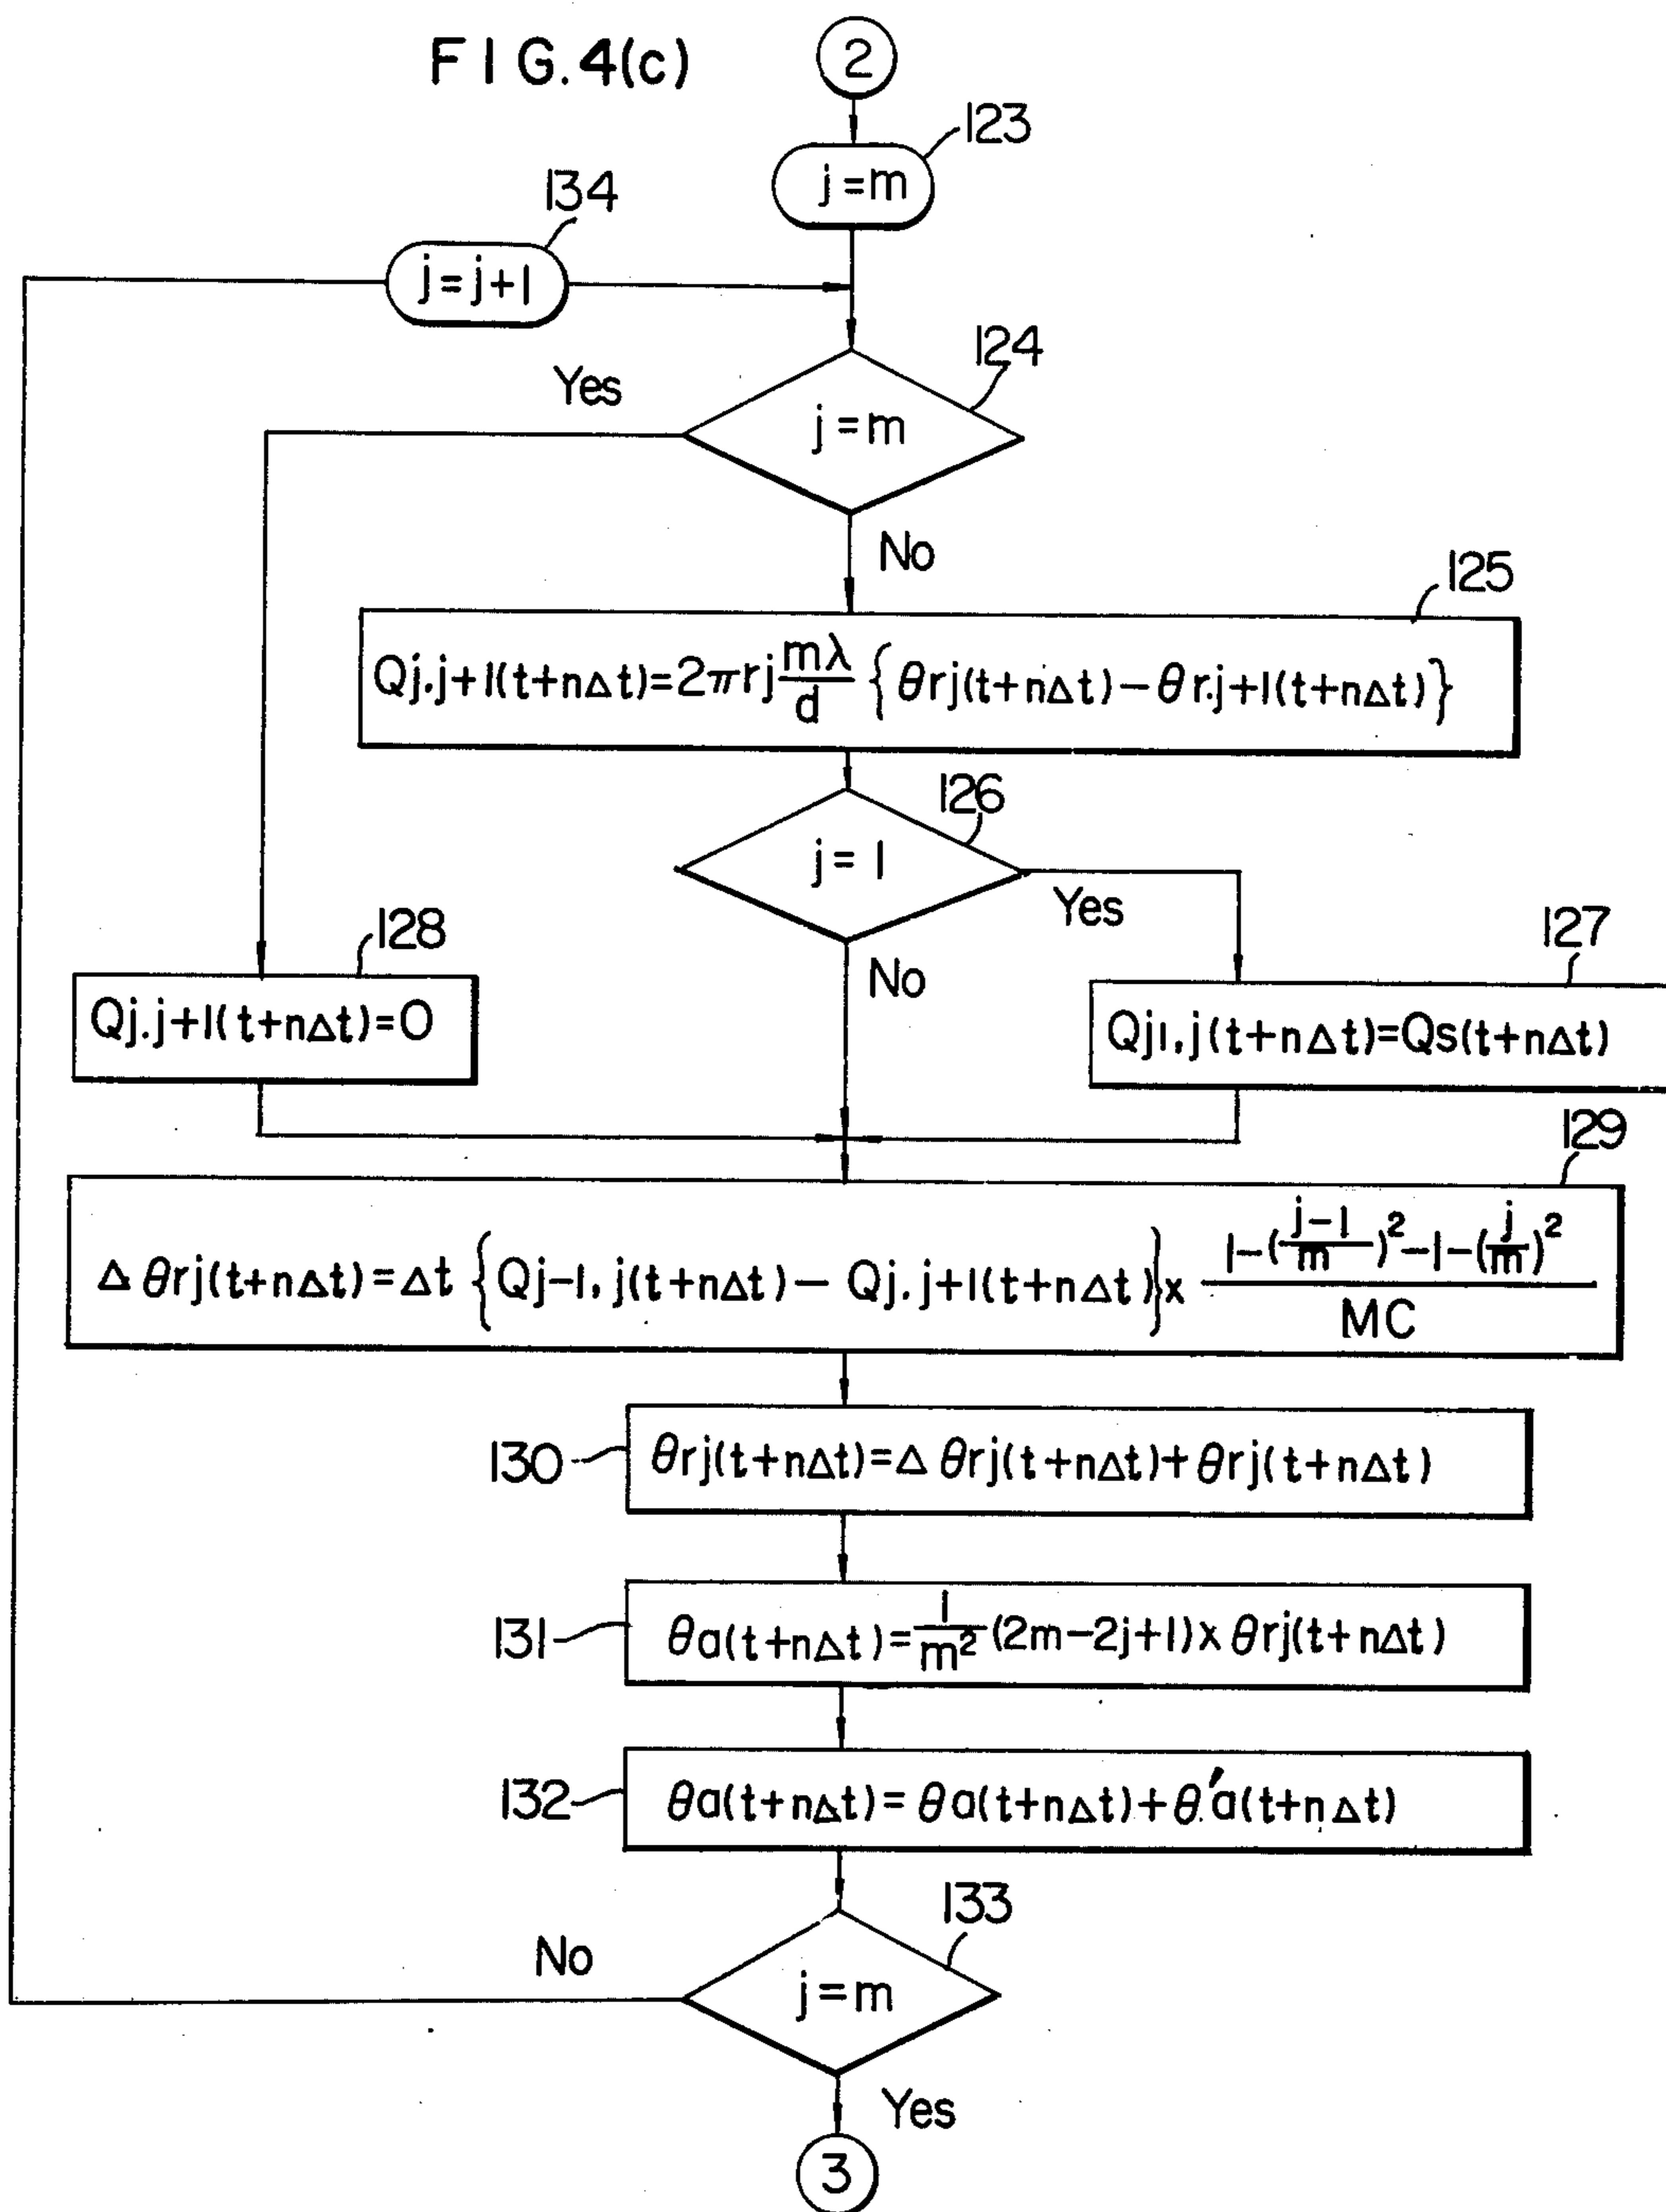 FIG.4(c)
2
123
j=m
134
j=j+1
124
Yes
j=m
No
125
Qj.j+1(t+nΔt)=2πrj mλ/d {θrj(t+nΔt)-θr.j+1(t+nΔt)}
126
j=1
Yes
No
128
Qj.j+1(t+nΔt)=0
127
Qj1,j(t+nΔt)=Qs(t+nΔt)
129
Δθrj(t+nΔt)=Δt {Qj-1,j(t+nΔt)- Qj.j+1(t+nΔt)}x 1-(j-1/m)²-1-(j/m)²/MC
130
θrj(t+nΔt)=Δθrj(t+nΔt)+θrj(t+nΔt)
131
θa(t+nΔt)=1/m²(2m-2j+1)x θrj(t+nΔt)
132
θa(t+nΔt)=θa(t+nΔt)+θ'a(t+nΔt)
133
No
j=m
Yes
3